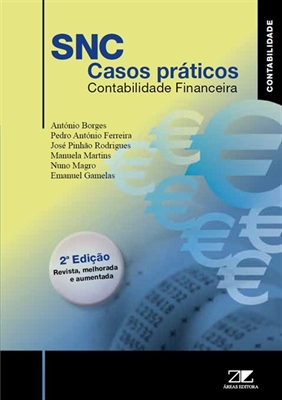 CONTABILIDADE
SNC
Casos práticos
Contabilidade Financeira
António Borges
Pedro António Ferreira
José Pinhão Rodrigues
Manuela Martins
Nuno Magro
Emanuel Gamelas
2ª Edição
Revista, melhorada
e aumentada
ÁREAS EDITORA